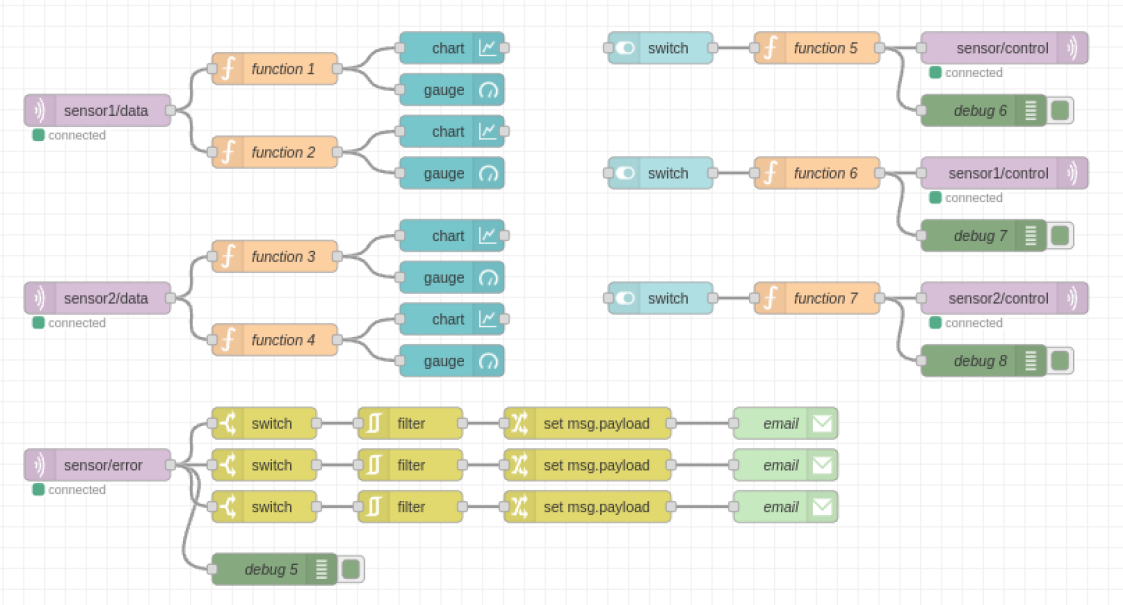 sensor1/data
connected
function 1
function 2
chart
gauge
chart
gauge
sensor2/data
connected
function 3
function 4
chart
gauge
chart
gauge
sensor/error
connected
switch
filter
set msg.payload
email
switch
filter
set msg.payload
email
switch
filter
set msg.payload
email
debug 5
switch
function 5
sensor/control
connected
debug 6
switch
function 6
sensor1/control
connected
debug 7
switch
function 7
sensor2/control
connected
debug 8